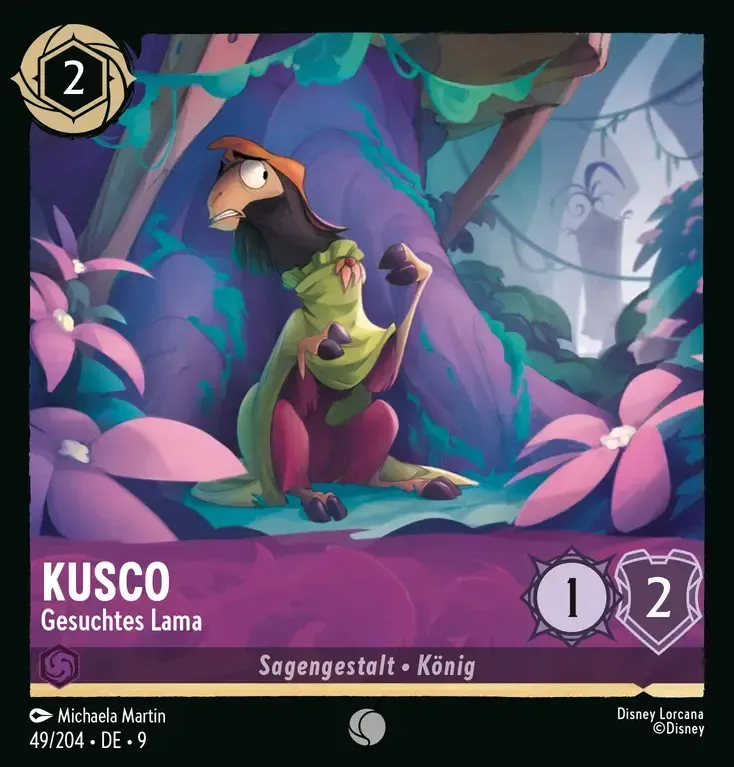 2
KUSCO
Gesuchtes Lama
1
2
Sagengestalt • König
Michaela Martin
Disney Lorcana
49/204 • DE • 9
©Disney